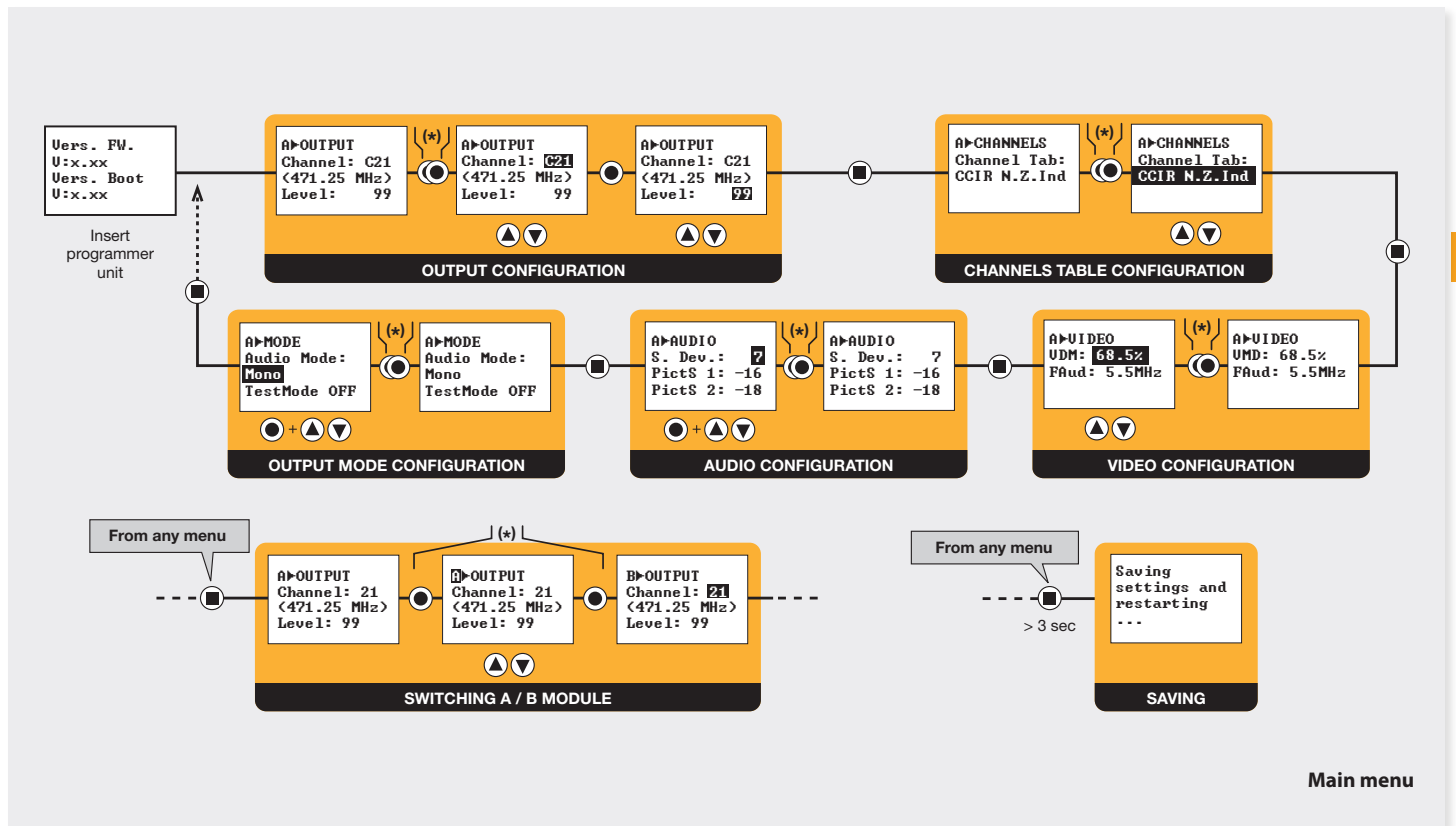 Vers. FW.
V:x.xx
Vers. Boot
V:x.xx
Insert
programmer
unit
A▶OUTPUT
Channel: C21
(471.25 MHz)
Level: 99
(*)
A▶OUTPUT
Channel: C21
(471.25 MHz)
Level: 99
A▶OUTPUT
Channel: C21
(471.25 MHz)
Level: 99
OUTPUT CONFIGURATION
A▶CHANNELS
Channel Tab:
CCIR N.Z.Ind
(*)
A▶CHANNELS
Channel Tab:
CCIR N.Z.Ind
CHANNELS TABLE CONFIGURATION
A▶MODE
Audio Mode:
Mono
TestMode OFF
(*)
A▶MODE
Audio Mode:
Mono
TestMode OFF
+
OUTPUT MODE CONFIGURATION
A▶AUDIO
S. Dev.: 7
PictS 1: -16
PictS 2: -18
(*)
A▶AUDIO
S. Dev.: 7
PictS 1: -16
PictS 2: -18
+
AUDIO CONFIGURATION
A▶VIDEO
VDM: 68.5%
FAud: 5.5MHz
(*)
A▶VIDEO
VMD: 68.5%
FAud: 5.5MHz
VIDEO CONFIGURATION
From any menu
A▶OUTPUT
Channel: 21
(471.25 MHz)
Level: 99
(*)
A▶OUTPUT
Channel: 21
(471.25 MHz)
Level: 99
B▶OUTPUT
Channel: 21
(471.25 MHz)
Level: 99
SWITCHING A / B MODULE
From any menu
> 3 sec
Saving
settings and
restarting
...
SAVING
Main menu